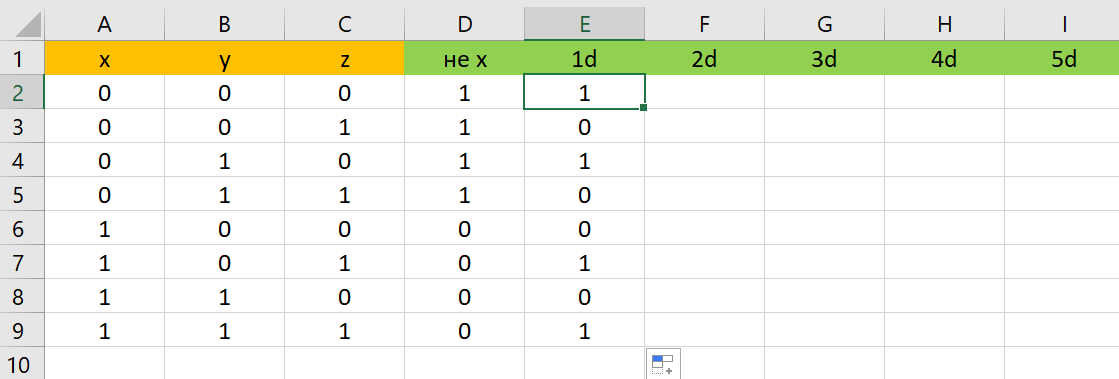 A B C D E F G H I
1 x y z не x 1d 2d 3d 4d 5d
2 0 0 0 1 1
3 0 0 1 1 0
4 0 1 0 1 1
5 0 1 1 1 0
6 1 0 0 0 0
7 1 0 1 0 1
8 1 1 0 0 0
9 1 1 1 0 1
10